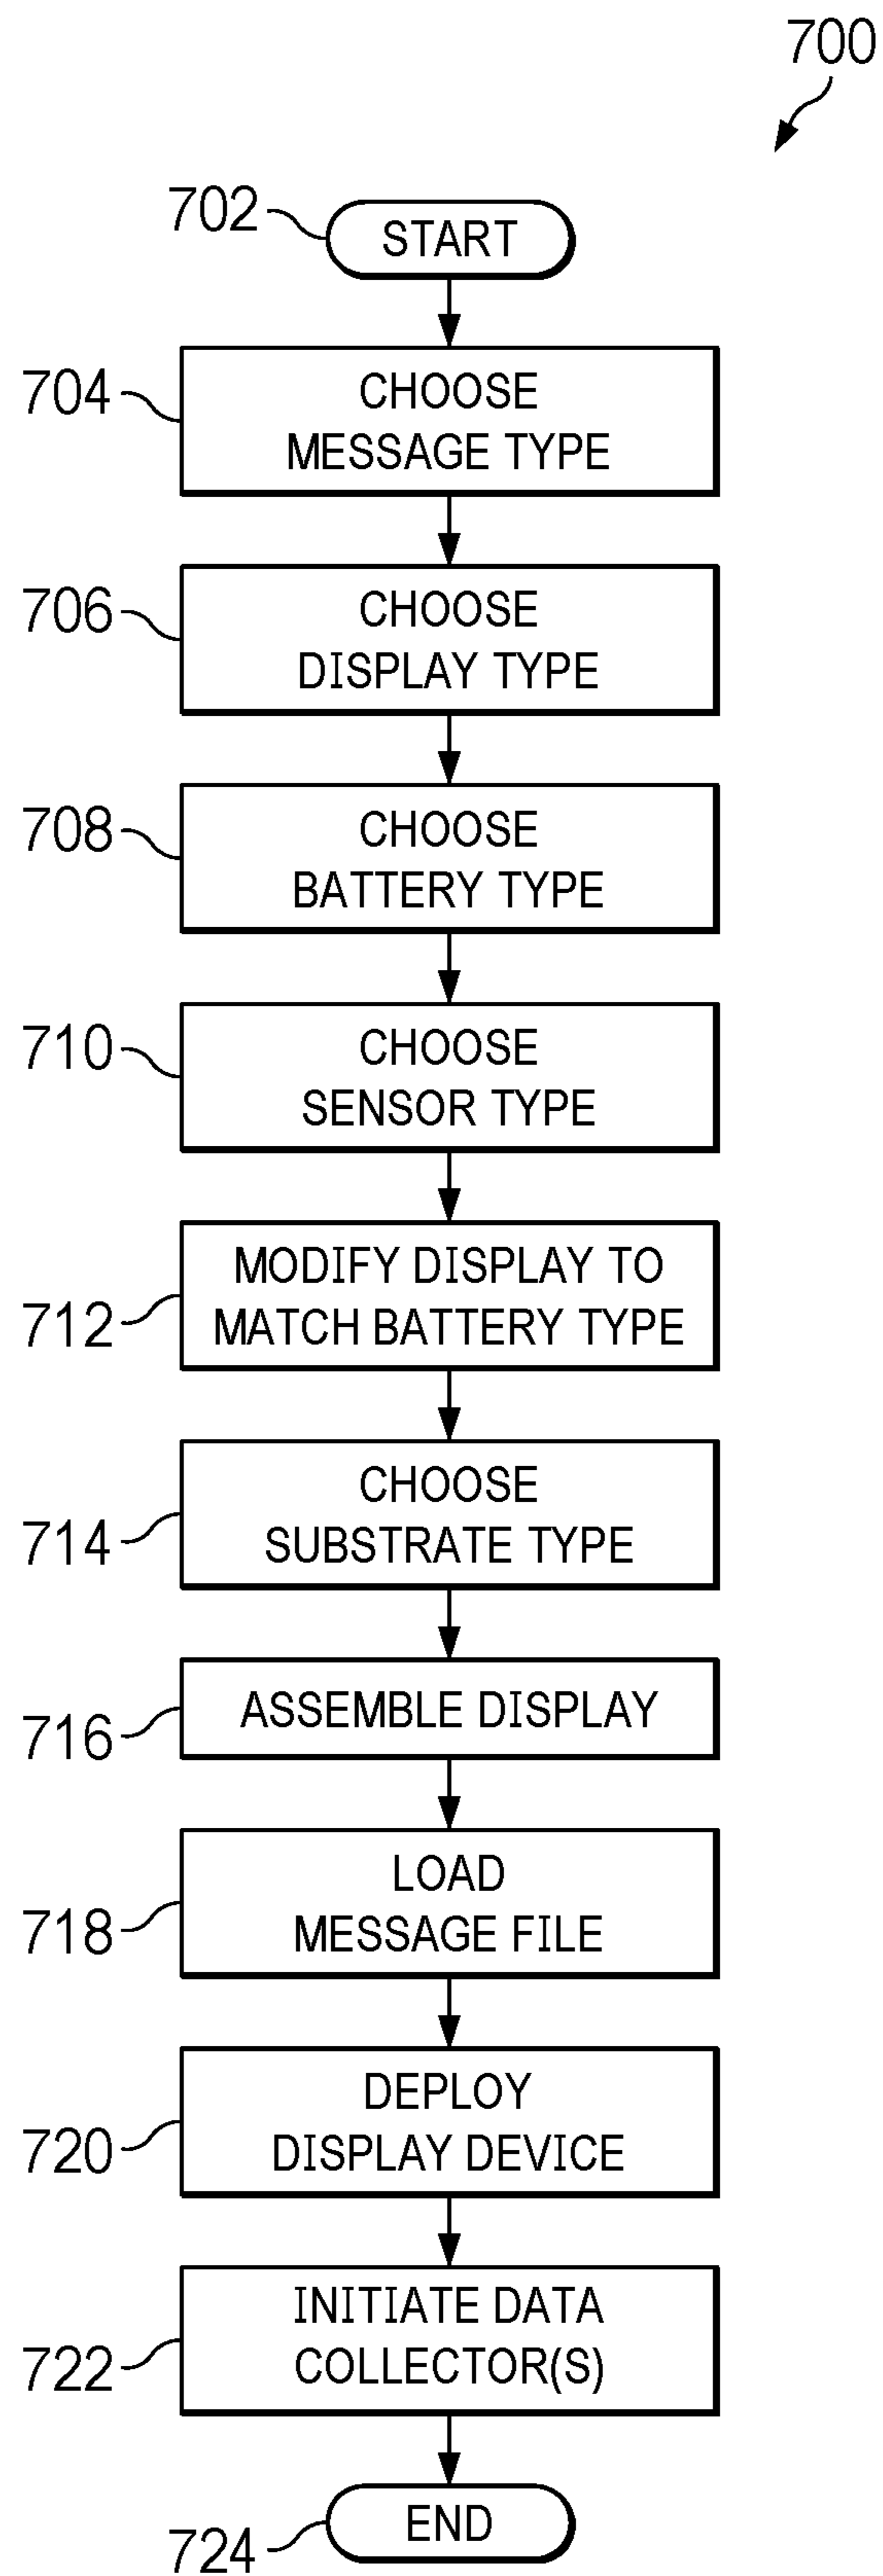 700
702
START
704
CHOOSE
MESSAGE TYPE
706
CHOOSE
DISPLAY TYPE
708
CHOOSE
BATTERY TYPE
710
CHOOSE
SENSOR TYPE
712
MODIFY DISPLAY TO
MATCH BATTERY TYPE
714
CHOOSE
SUBSTRATE TYPE
716
ASSEMBLE DISPLAY
718
LOAD
MESSAGE FILE
720
DEPLOY
DISPLAY DEVICE
722
INITIATE DATA
COLLECTOR(S)
724
END